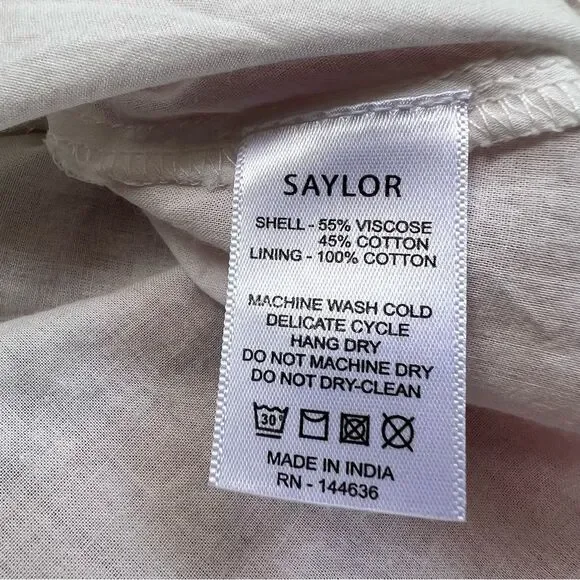 SAYLOR
SHELL - 55% VISCOSE
45% COTTON
LINING - 100% COTTON
MACHINE WASH COLD
DELICATE CYCLE
HANG DRY
DO NOT MACHINE DRY
DO NOT DRY-CLEAN
30°
MADE IN INDIA
RN - 144636